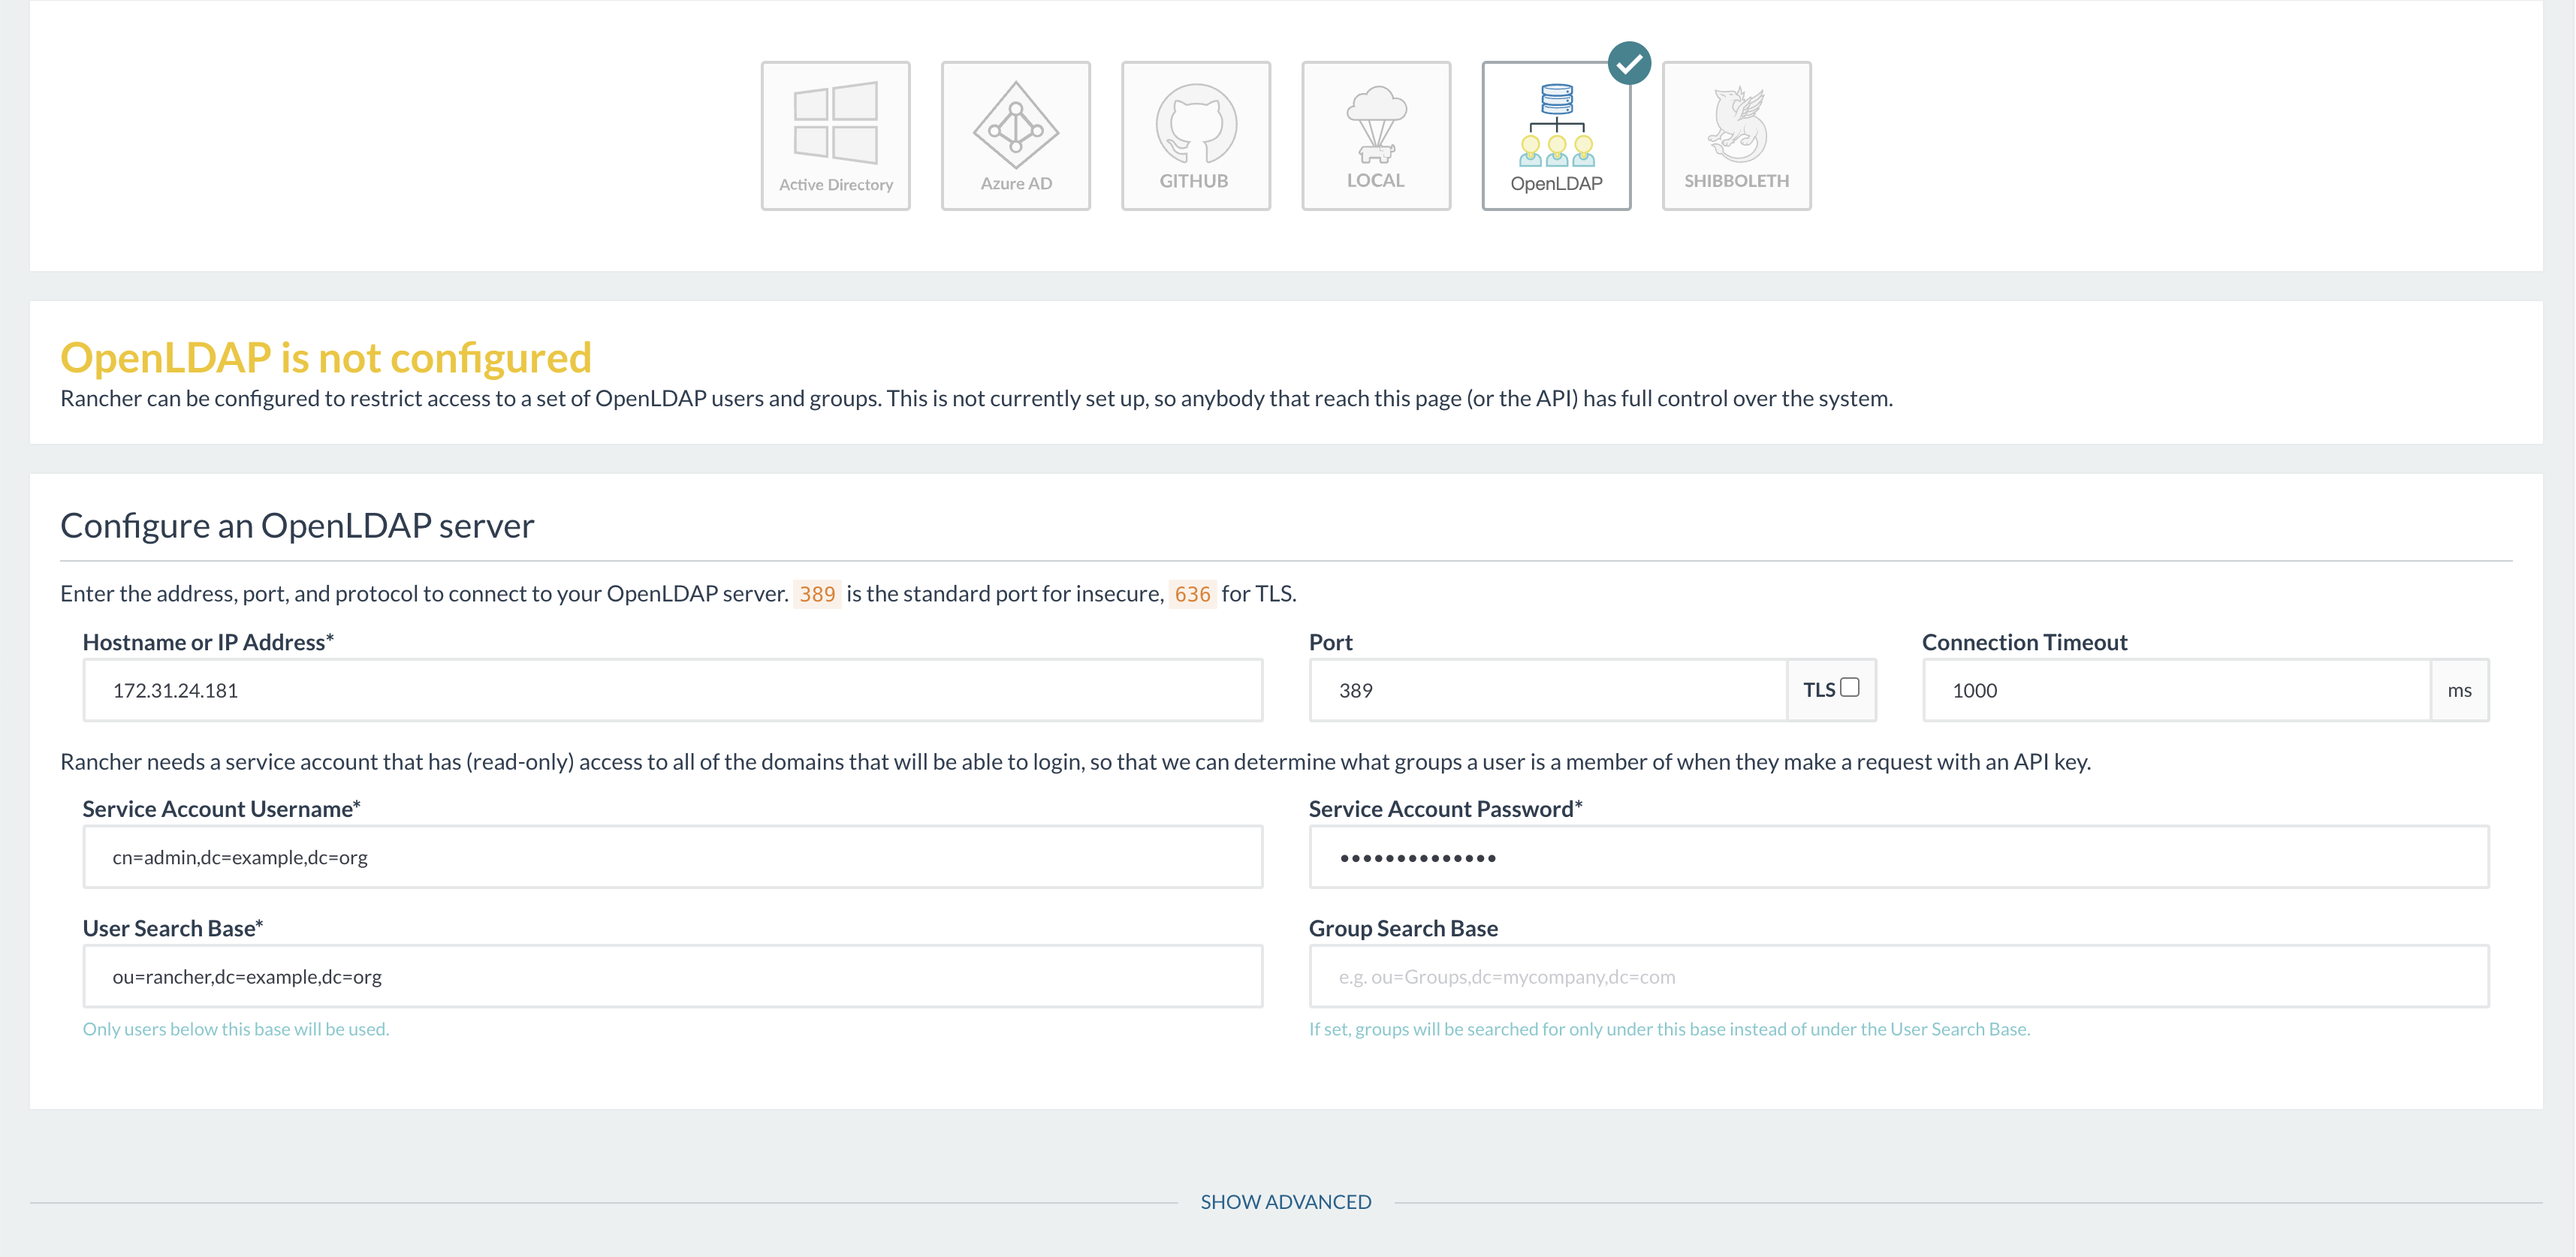 Active Directory
Azure AD
GITHUB
LOCAL
OpenLDAP
SHIBBOLETH
OpenLDAP is not configured
Rancher can be configured to restrict access to a set of OpenLDAP users and groups. This is not currently set up, so anybody that reach this page (or the API) has full control over the system.
Configure an OpenLDAP server
Enter the address, port, and protocol to connect to your OpenLDAP server. 389 is the standard port for insecure, 636 for TLS.
Hostname or IP Address*
Port
Connection Timeout
172.31.24.181
389
TLS
1000
ms
Rancher needs a service account that has (read-only) access to all of the domains that will be able to login, so that we can determine what groups a user is a member of when they make a request with an API key.
Service Account Username*
Service Account Password*
cn=admin,dc=example,dc=org
••••••••••••••
User Search Base*
Group Search Base
ou=rancher,dc=example,dc=org
e.g. ou=Groups,dc=mycompany,dc=com
Only users below this base will be used.
If set, groups will be searched for only under this base instead of under the User Search Base.
SHOW ADVANCED